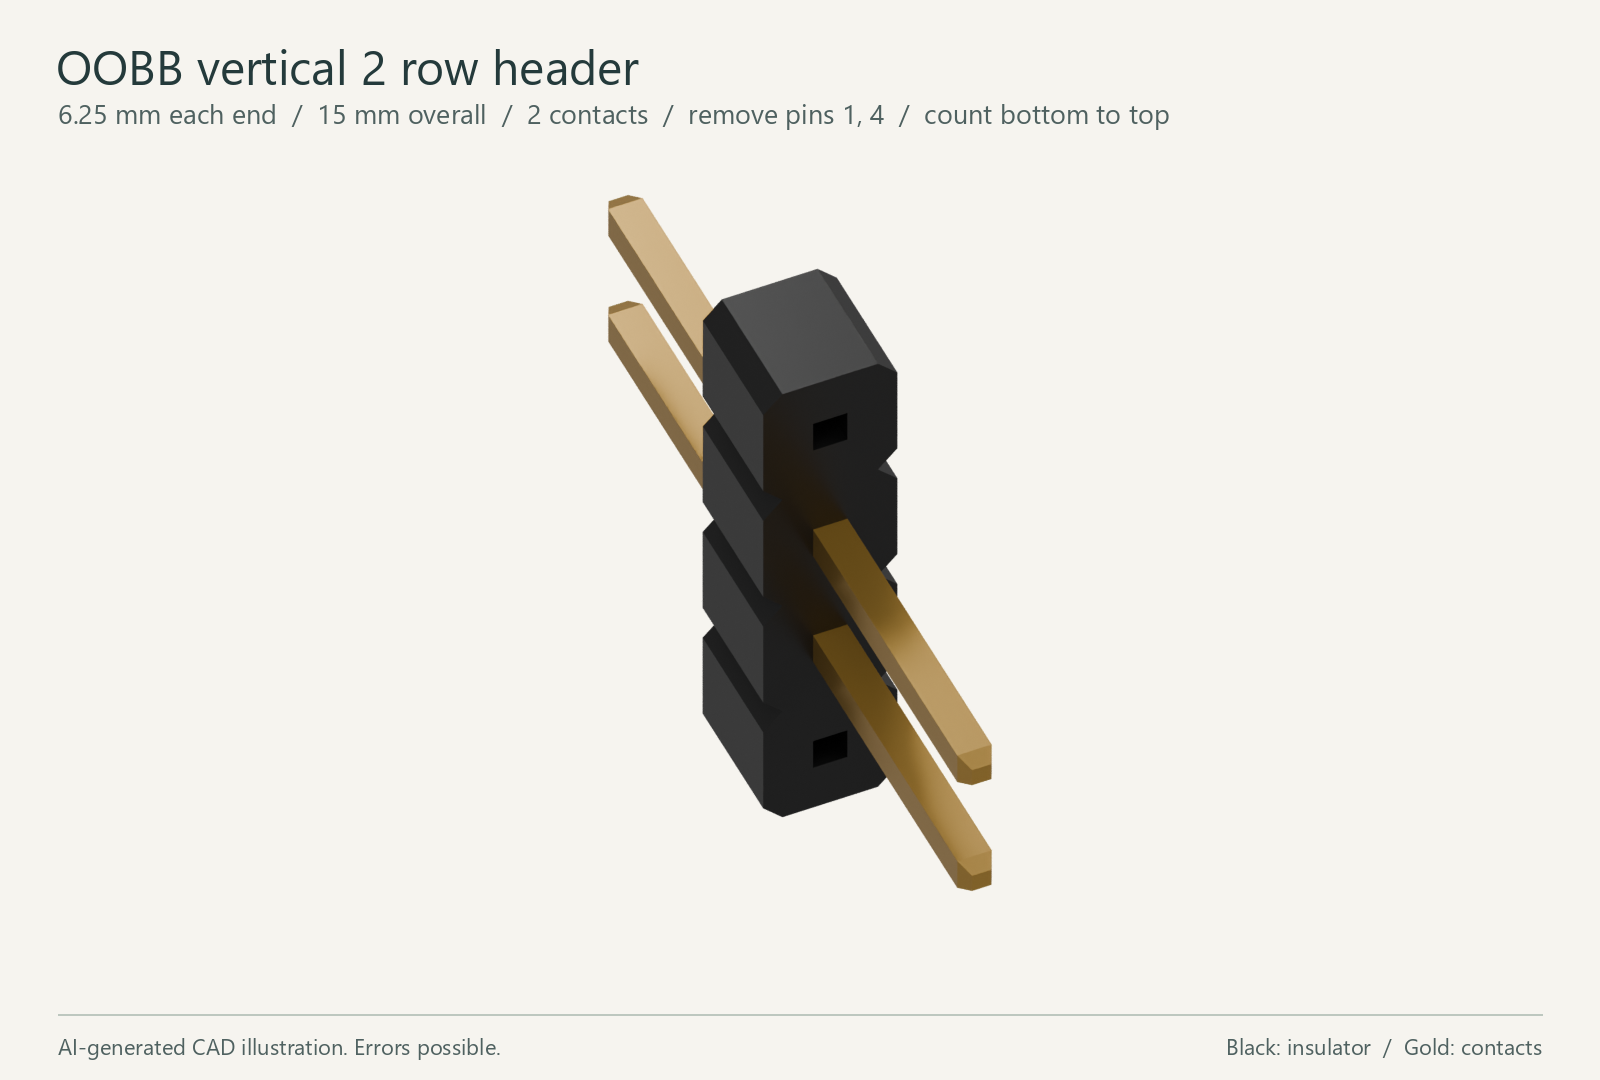 OOBB vertical 2 row header
6.25 mm each end / 15 mm overall / 2 contacts / remove pins 1, 4 / count bottom to top
AI-generated CAD illustration. Errors possible.
Black: insulator / Gold: contacts